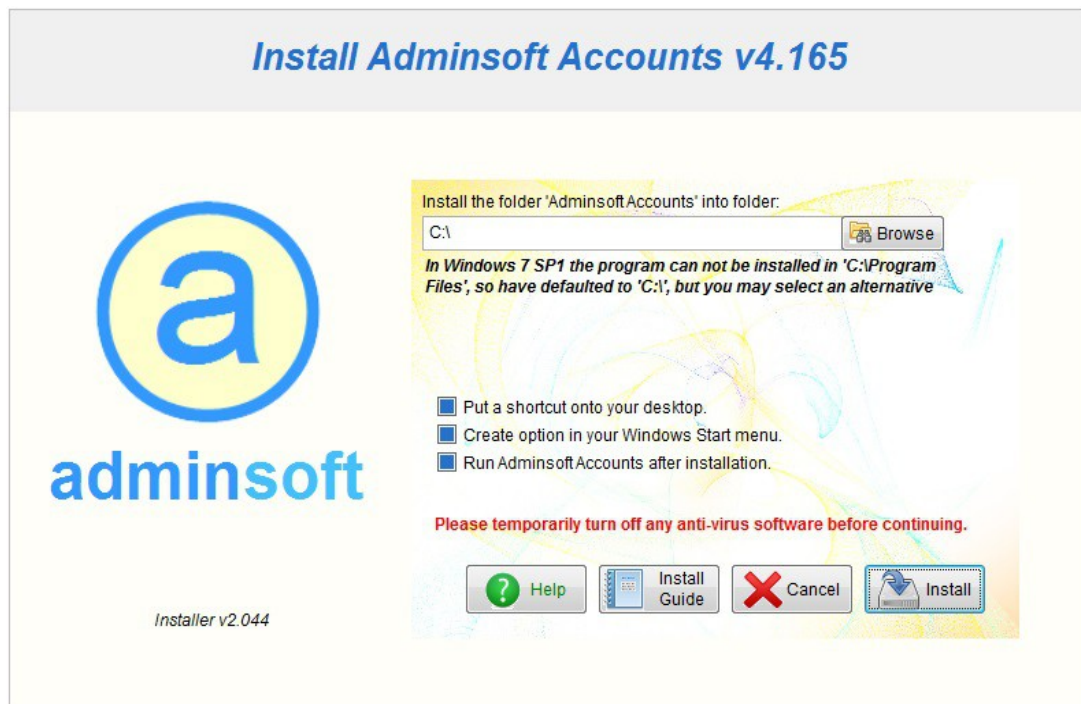 Install Adminsoft Accounts v4.165
Install the folder 'Adminsoft Accounts' into folder:
C:\
Browse
In Windows 7 SP1 the program can not be installed in 'C:\Program
Files', so have defaulted to 'C:\', but you may select an alternative
a
adminsoft
Put a shortcut onto your desktop.
Create option in your Windows Start menu.
Run Adminsoft Accounts after installation.
Please temporarily turn off any anti-virus software before continuing.
? Help
Install
Guide
Cancel
Install
Installer v2.044